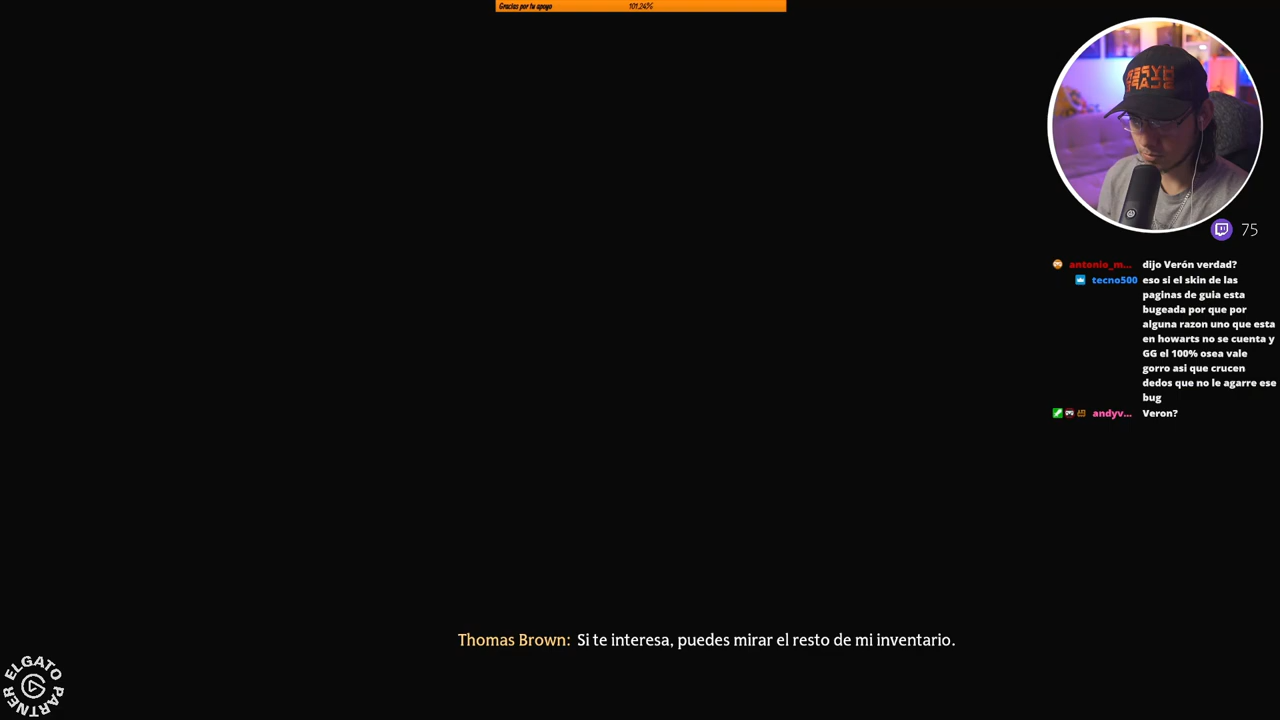 Gracias por tu apoyo 101.24%
HYPER
SCAPE
75
antonio_m... dijo Verón verdad?
tecno500 eso si el skin de las
paginas de guia esta
bugeada por que por
alguna razon uno que esta
en howarts no se cuenta y
GG el 100% osea vale
gorro asi que crucen
dedos que no le agarre ese
bug
andyv... Veron?
Thomas Brown: Si te interesa, puedes mirar el resto de mi inventario.
ELGATO PARTNER